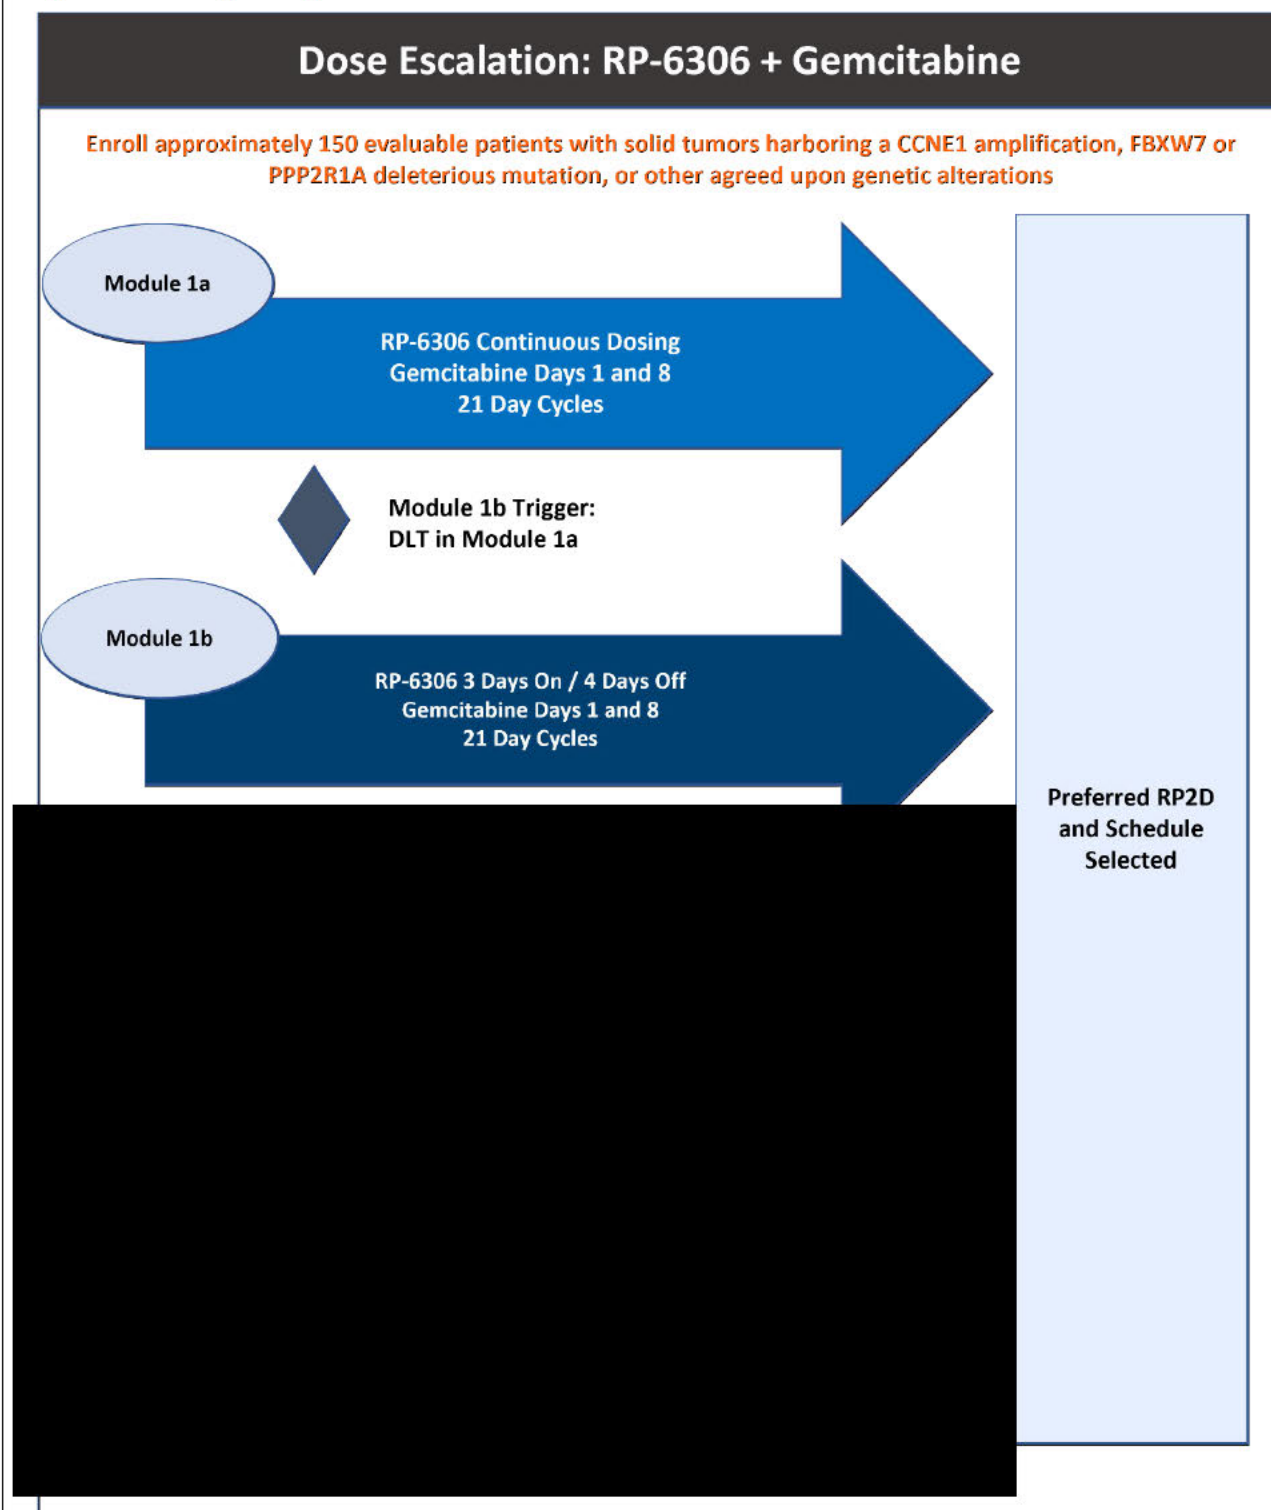 Dose Escalation: RP-6306 + Gemcitabine
Enroll approximately 150 evaluable patients with solid tumors harboring a CCNE1 amplification, FBXW7 or
PPP2R1A deleterious mutation, or other agreed upon genetic alterations
Module 1a
RP-6306 Continuous Dosing
Gemcitabine Days 1 and 8
21 Day Cycles
Module 1b Trigger:
DLT in Module 1a
Module 1b
RP-6306 3 Days On / 4 Days Off
Gemcitabine Days 1 and 8
21 Day Cycles
Preferred RP2D
and Schedule
Selected